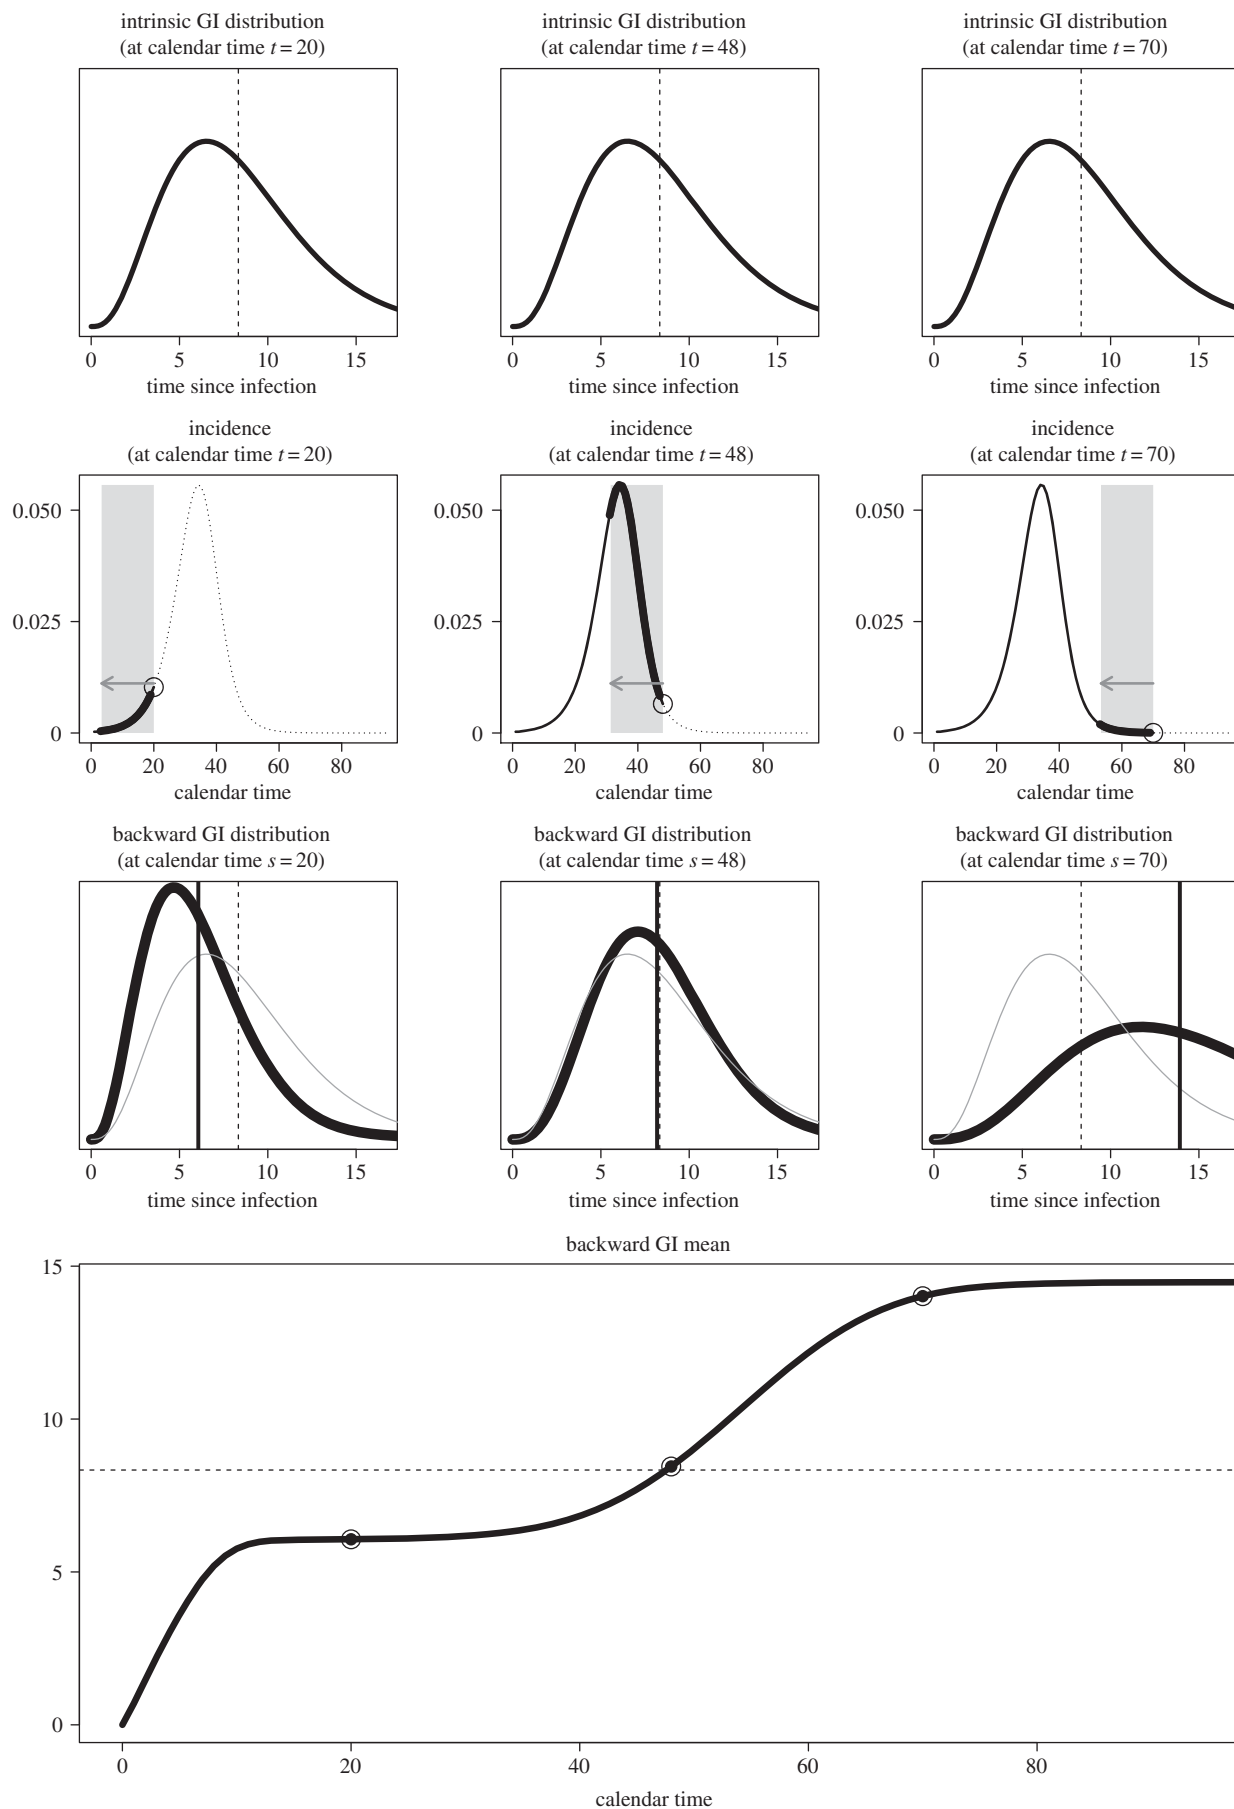 intrinsic GI distribution
(at calendar time t = 20)
intrinsic GI distribution
(at calendar time t = 48)
intrinsic GI distribution
(at calendar time t = 70)
0 5 10 15
0 5 10 15
0 5 10 15
time since infection
time since infection
time since infection
incidence
(at calendar time t = 20)
incidence
(at calendar time t = 48)
incidence
(at calendar time t = 70)
0.050
0.025
0
0.050
0.025
0
0.050
0.025
0
0 20 40 60 80
0 20 40 60 80
0 20 40 60 80
calendar time
calendar time
calendar time
backward GI distribution
(at calendar time s = 20)
backward GI distribution
(at calendar time s = 48)
backward GI distribution
(at calendar time s = 70)
0 5 10 15
0 5 10 15
0 5 10 15
time since infection
time since infection
time since infection
backward GI mean
15
10
5
0
0 20 40 60 80
calendar time